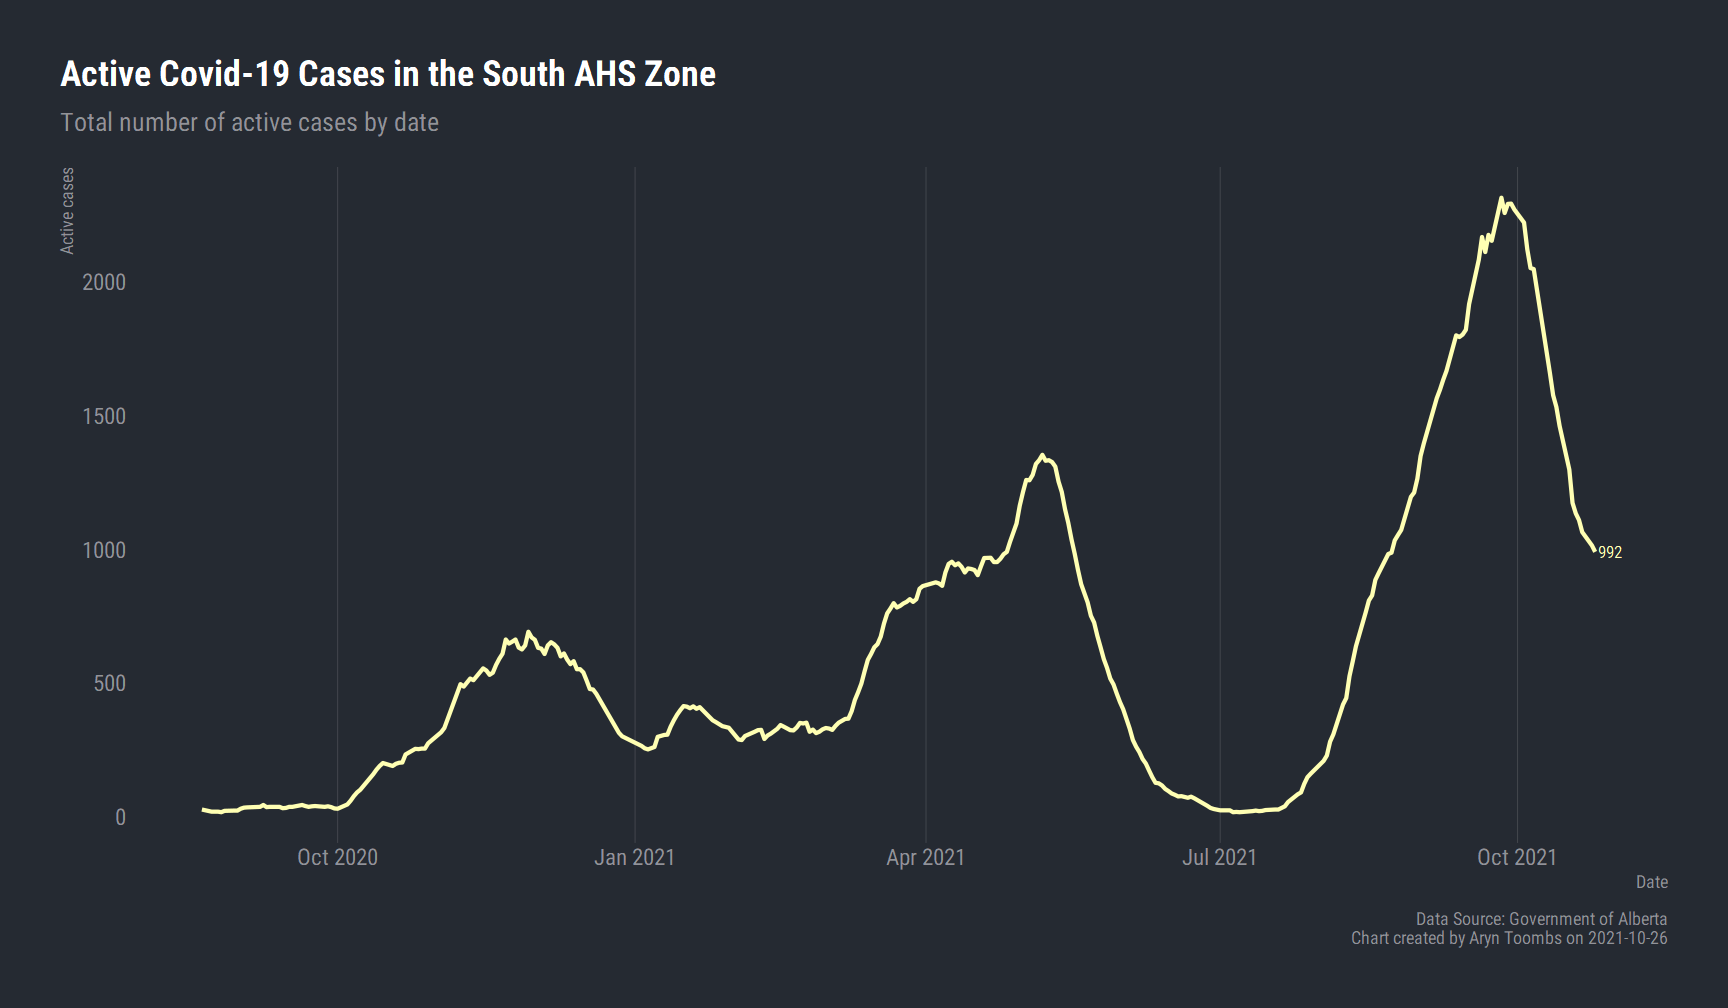 Active Covid-19 Cases in the South AHS Zone
Total number of active cases by date
Active cases
2000
1500
1000
500
0
992
Oct 2020
Jan 2021
Apr 2021
Jul 2021
Oct 2021
Date
Data Source: Government of Alberta
Chart created by Aryn Toombs on 2021-10-26